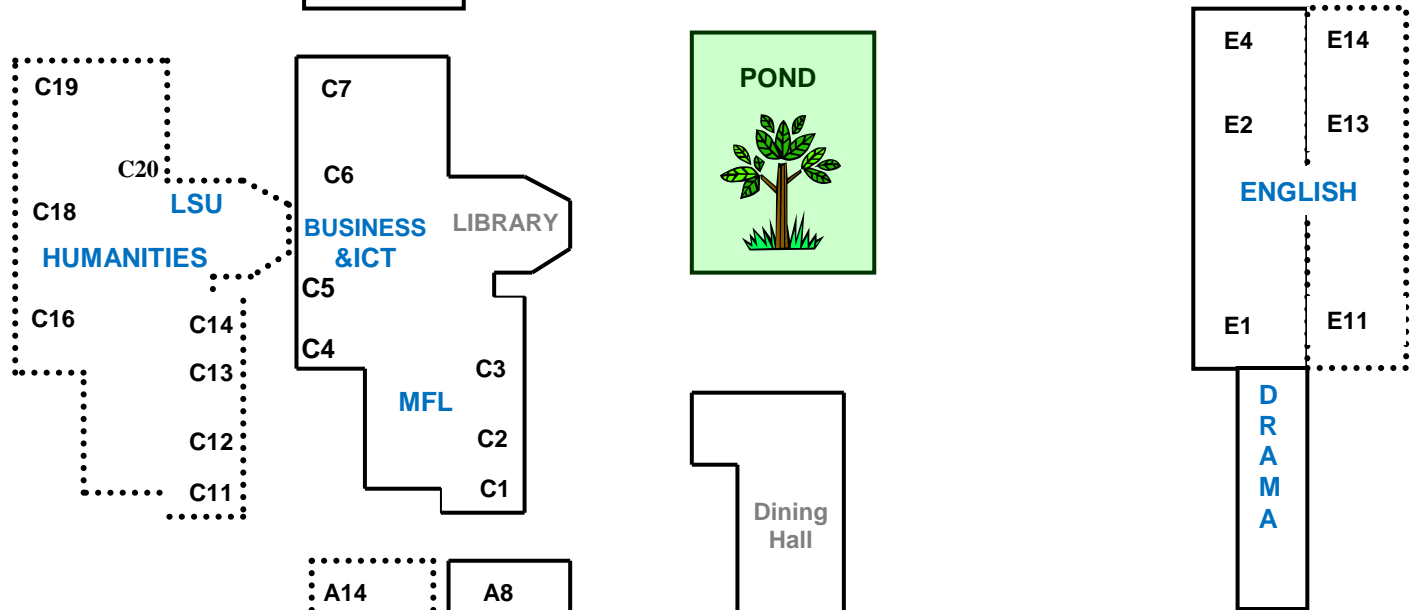 C19
C20
LSU
C18
HUMANITIES
C16
C14
C13
C12
C11
C7
C6
BUSINESS
&ICT
LIBRARY
C5
C4
C3
MFL
C2
C1
A14
A8
POND
Dining
Hall
E4
E14
E2
E13
ENGLISH
E1
E11
D
R
A
M
A